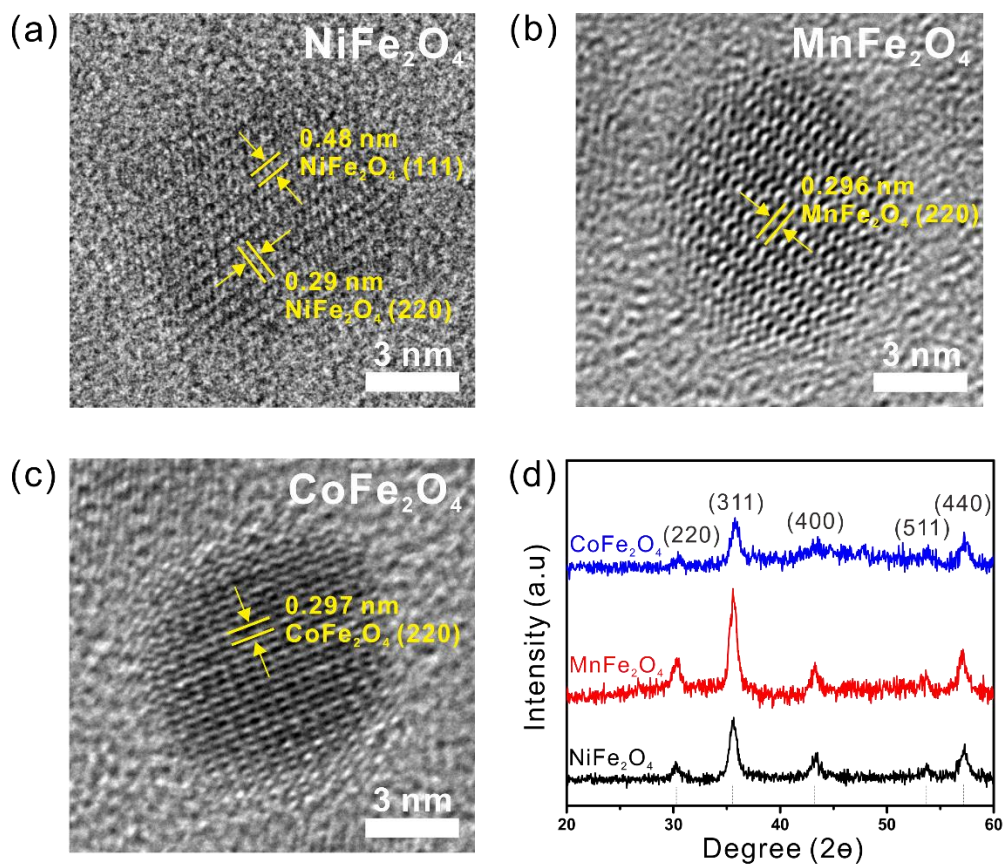 (a)
NiFe₂O₄
0.48 nm
NiFe₂O₄ (111)
0.29 nm
NiFe₂O₄ (220)
3 nm
(b)
MnFe₂O₄
0.296 nm
MnFe₂O₄ (220)
3 nm
(c)
CoFe₂O₄
0.297 nm
CoFe₂O₄ (220)
3 nm
(d)
(220) (311) (400) (511) (440)
CoFe₂O₄
MnFe₂O₄
NiFe₂O₄
Intensity (a.u)
20 30 40 50 60
Degree (2ɵ)